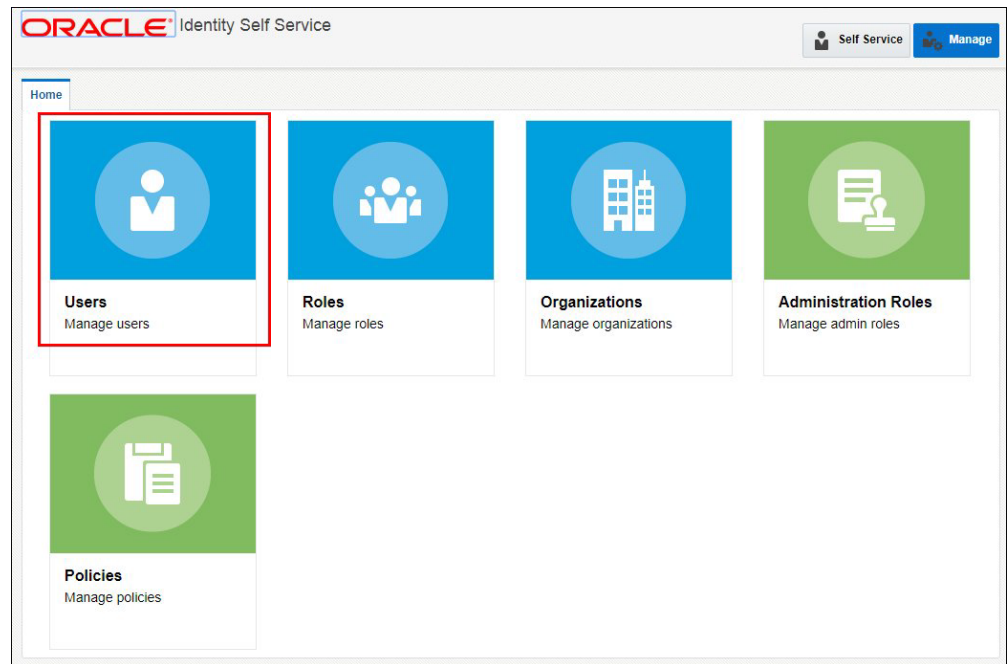 ORACLE® Identity Self Service
Self Service
Manage
Home
Users
Manage users
Roles
Manage roles
Organizations
Manage organizations
Administration Roles
Manage admin roles
Policies
Manage policies